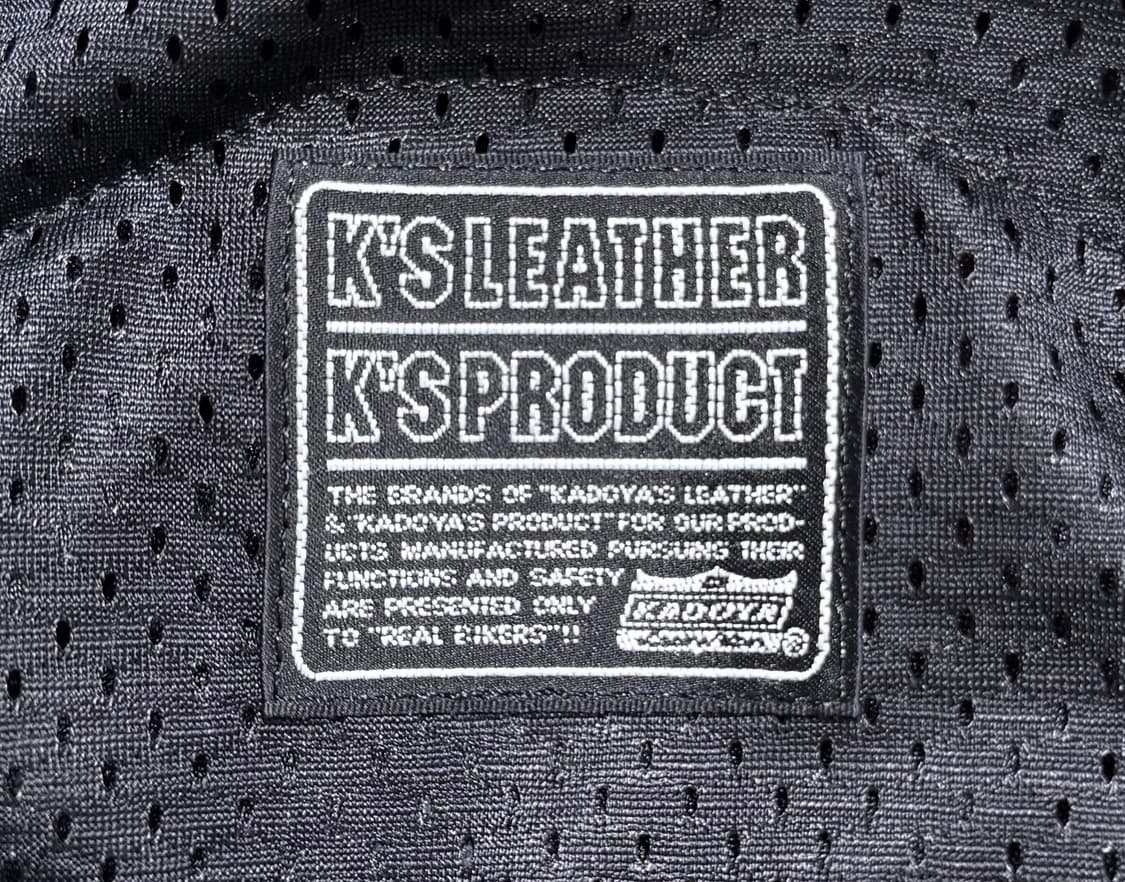 K'S LEATHER
K'S PRODUCT
THE BRANDS OF "KADOYA'S LEATHER"
& "KADOYA'S PRODUCT" FOR OUR PROD-
UCTS MANUFACTURED PURSUING THEIR
FUNCTIONS AND SAFETY
ARE PRESENTED ONLY
TO "REAL BIKERS"!!
KADOYA
®